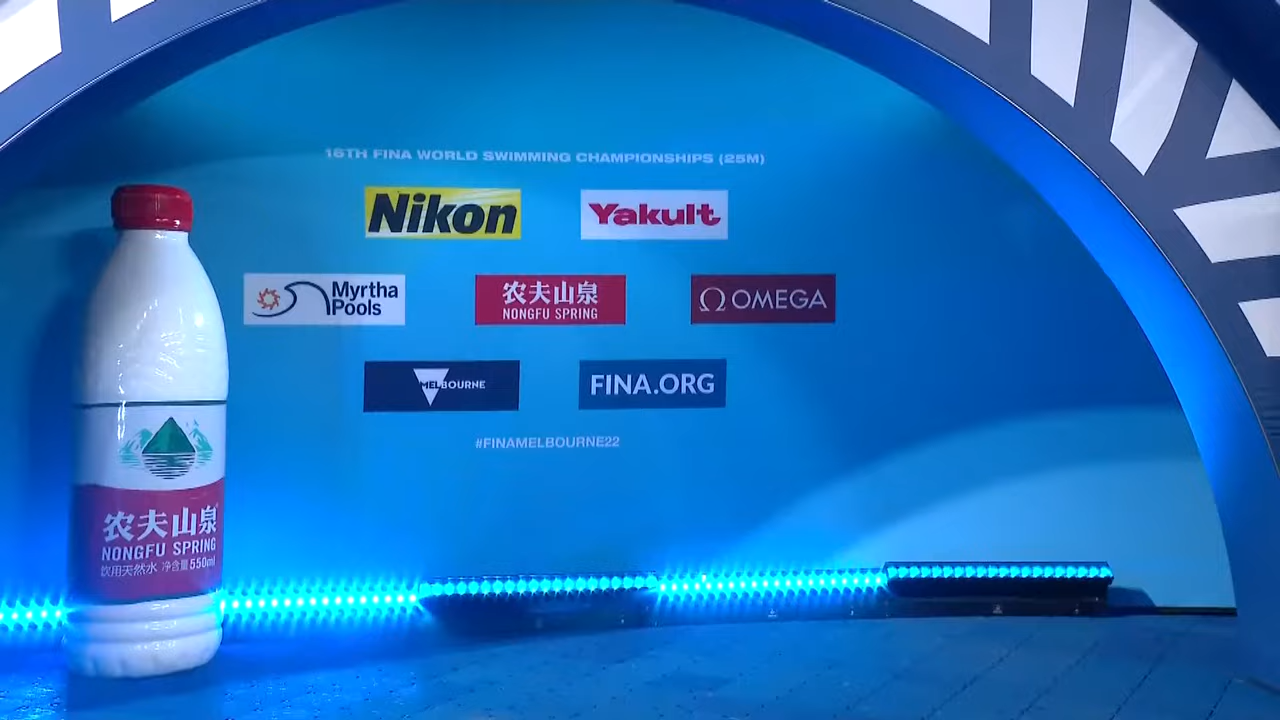 16TH FINA WORLD SWIMMING CHAMPIONSHIPS (25M)
Nikon
Yakult
Myrtha
Pools
农夫山泉
NONGFU SPRING
Ω OMEGA
MELBOURNE
FINA.ORG
#FINAMELBOURNE22
农夫山泉
NONGFU SPRING
饮用天然水 净含量550ml